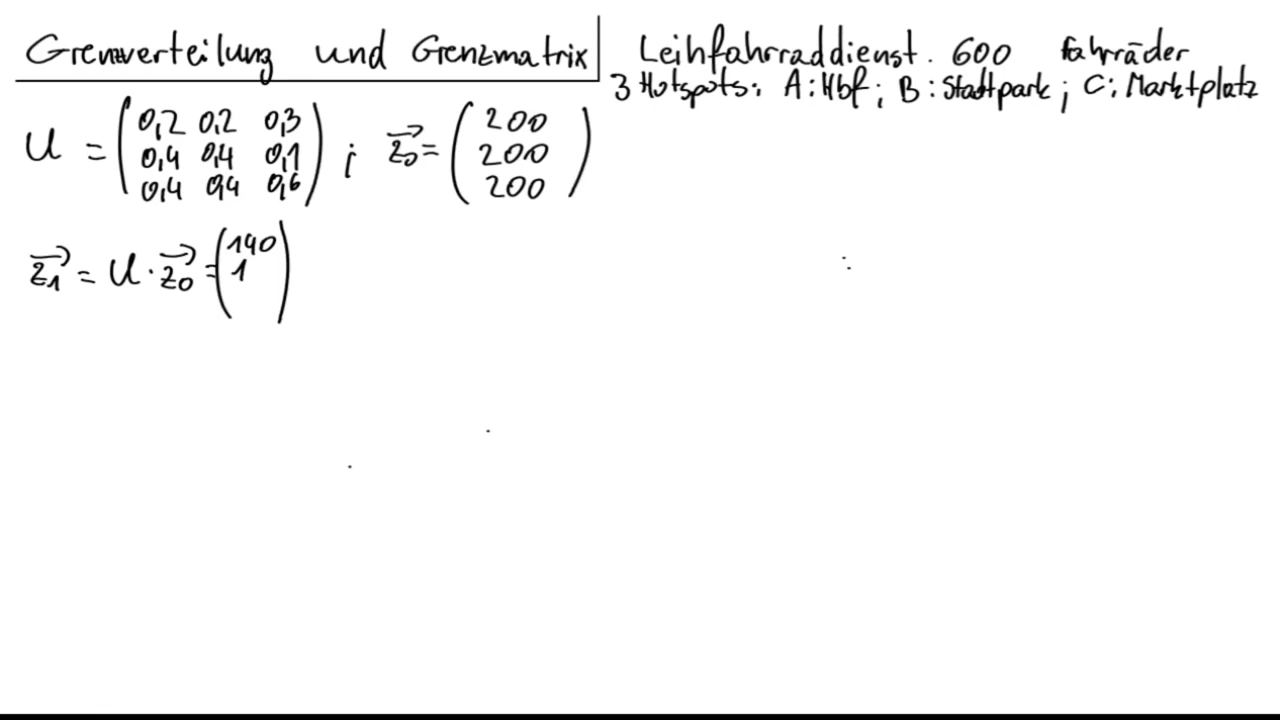 Grenzverteilung und Grenzmatrix
Leihfahrraddienst. 600 fahrräder
3 Hotspots: A: Hbf; B: Stadtpark; C: Marktplatz
U = (0,2 0,2 0,3
0,4 0,4 0,1
0,4 0,4 0,6) ; z₀ = (200
200
200)
z₁ = U · z₀ = (140
1
)